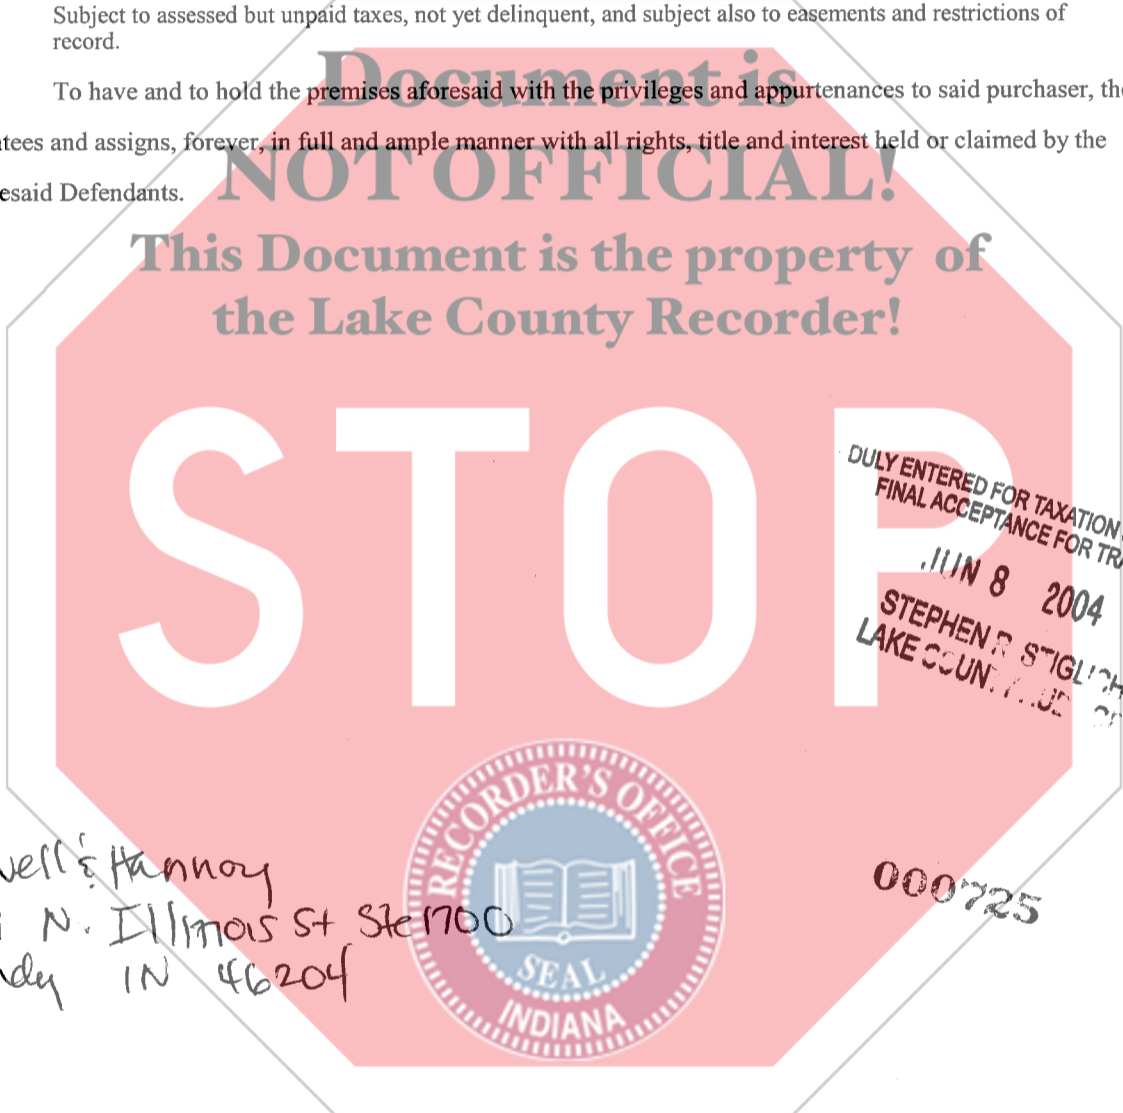 Subject to assessed but unpaid taxes, not yet delinquent, and subject also to easements and restrictions of
record.
Document is
To have and to hold the premises aforesaid with the privileges and appurtenances to said purchaser, the
tees and assigns, forever, in full and ample manner with all rights, title and interest held or claimed by the
NOT OFFICIAL!
esaid Defendants.
This Document is the property of
the Lake County Recorder!
STOP
DULY ENTERED FOR TAXATION
FINAL ACCEPTANCE FOR TRA
JUN 8 2004
STEPHEN R STIGLICH
LAKE COUN
RECORDER'S OFFICE
SEAL
INDIANA
000725
well & Hannoy
N. Illinois St Ste 1700
dy IN 46204